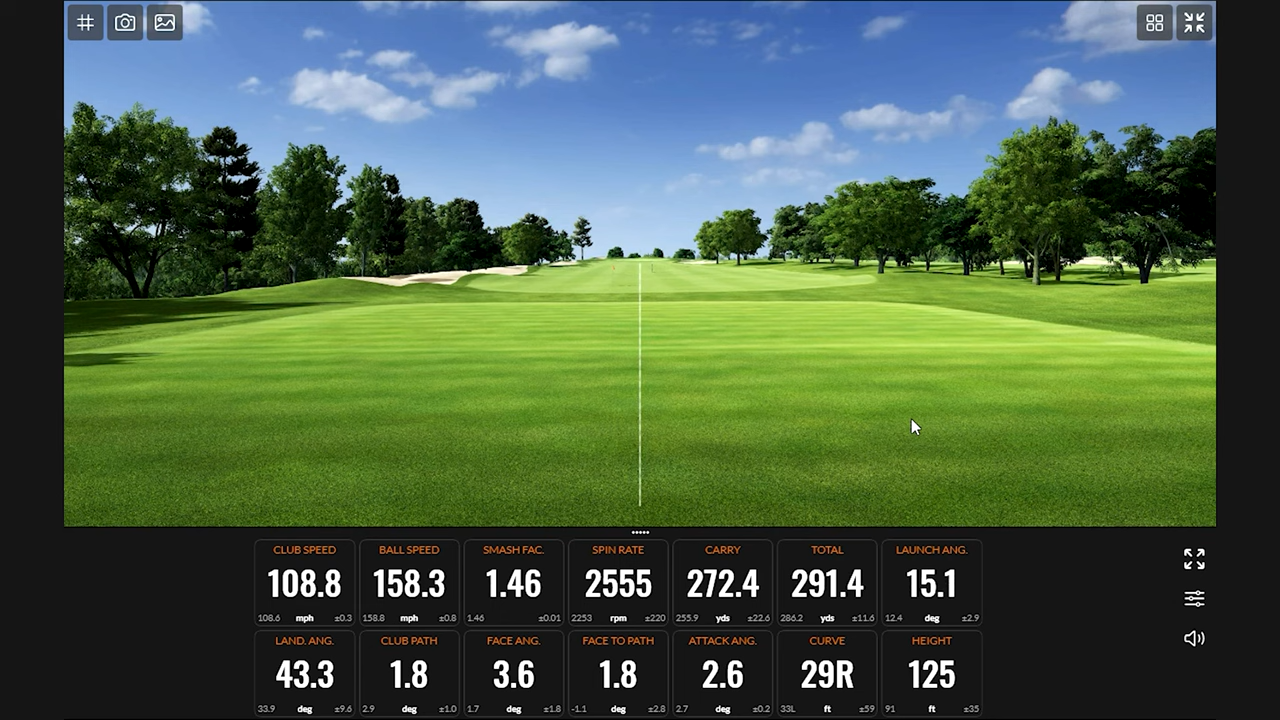 CLUB SPEED BALL SPEED SMASH FAC. SPIN RATE CARRY TOTAL LAUNCH ANG.
108.8 158.3 1.46 2555 272.4 291.4 15.1
108.6 mph ±0.3 158.8 mph ±0.8 1.46 ±0.01 2253 rpm ±220 255.9 yds ±22.6 286.2 yds ±11.6 12.4 deg ±2.9
LAND. ANG. CLUB PATH FACE ANG. FACE TO PATH ATTACK ANG. CURVE HEIGHT
43.3 1.8 3.6 1.8 2.6 29R 125
33.9 deg ±9.6 2.9 deg ±1.0 1.7 deg ±1.8 -1.1 deg ±2.8 2.7 deg ±0.2 33L ft ±59 91 ft ±35